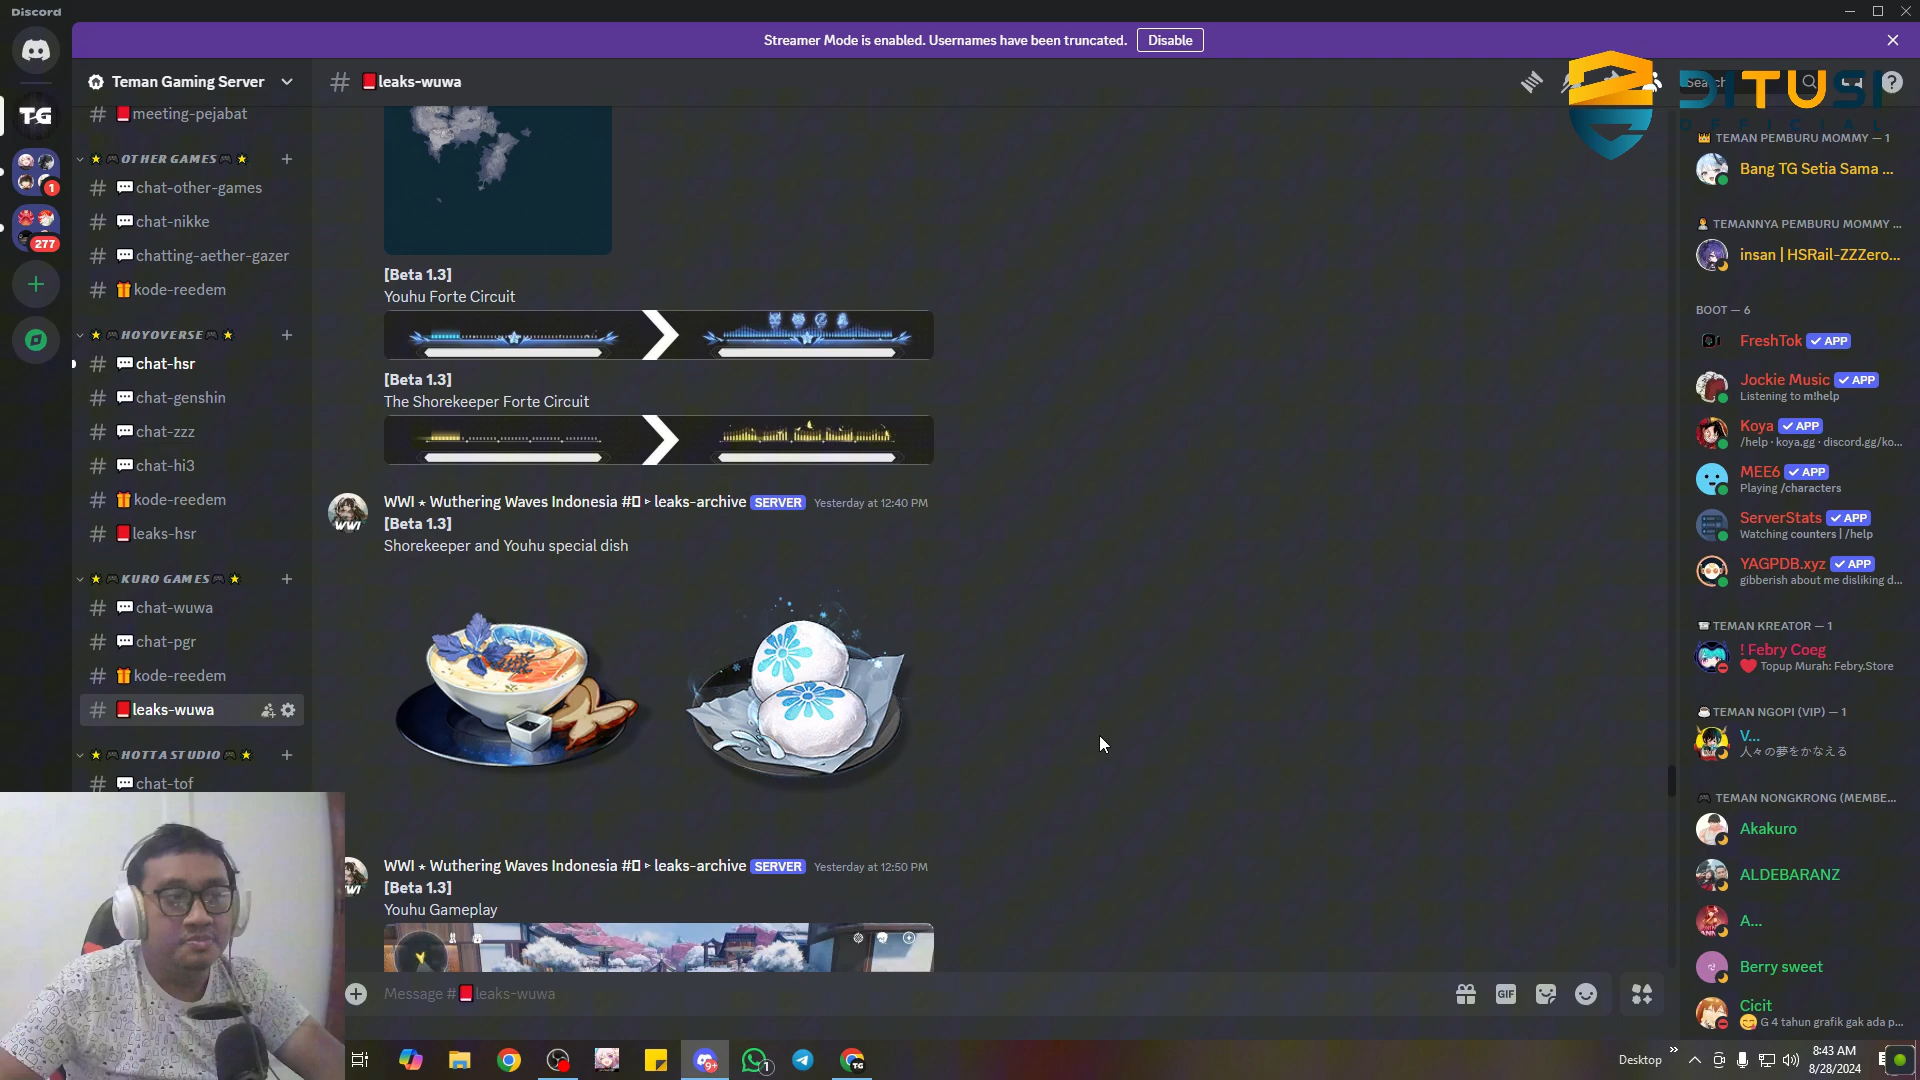 Discord
Streamer Mode is enabled. Usernames have been truncated.
Disable
TG
1
277
Teman Gaming Server
meeting-pejabat
OTHER GAMES
chat-other-games
chat-nikke
chatting-aether-gazer
kode-reedem
HOYOVERSE
chat-hsr
chat-genshin
chat-zzz
chat-hi3
kode-reedem
leaks-hsr
KURO GAMES
chat-wuwa
chat-pgr
kode-reedem
leaks-wuwa
HOTTA STUDIO
chat-tof
leaks-wuwa
[Beta 1.3]
Youhu Forte Circuit
[Beta 1.3]
The Shorekeeper Forte Circuit
WWI ⋆ Wuthering Waves Indonesia #▯ ▸ leaks-archive SERVER Yesterday at 12:40 PM
[Beta 1.3]
Shorekeeper and Youhu special dish
WWI ⋆ Wuthering Waves Indonesia #▯ ▸ leaks-archive SERVER Yesterday at 12:50 PM
[Beta 1.3]
Youhu Gameplay
Message # leaks-wuwa
GIF
Search
DITUSI
OFFICIAL
TEMAN PEMBURU MOMMY — 1
Bang TG Setia Sama ...
TEMANNYA PEMBURU MOMMY ...
insan | HSRail-ZZZero...
BOOT — 6
FreshTok ✓ APP
Jockie Music ✓ APP
Listening to m!help
Koya ✓ APP
/help · koya.gg · discord.gg/ko...
MEE6 ✓ APP
Playing /characters
ServerStats ✓ APP
Watching counters | /help
YAGPDB.xyz ✓ APP
gibberish about me disliking d...
TEMAN KREATOR — 1
! Febry Coeg
Topup Murah: Febry.Store
TEMAN NGOPI (VIP) — 1
V...
人々の夢をかなえる
TEMAN NONGKRONG (MEMBE...
Akakuro
ALDEBARANZ
A...
Berry sweet
Cicit
G 4 tahun grafik gak ada p...
9+
1
TG
Desktop
8:43 AM
8/28/2024